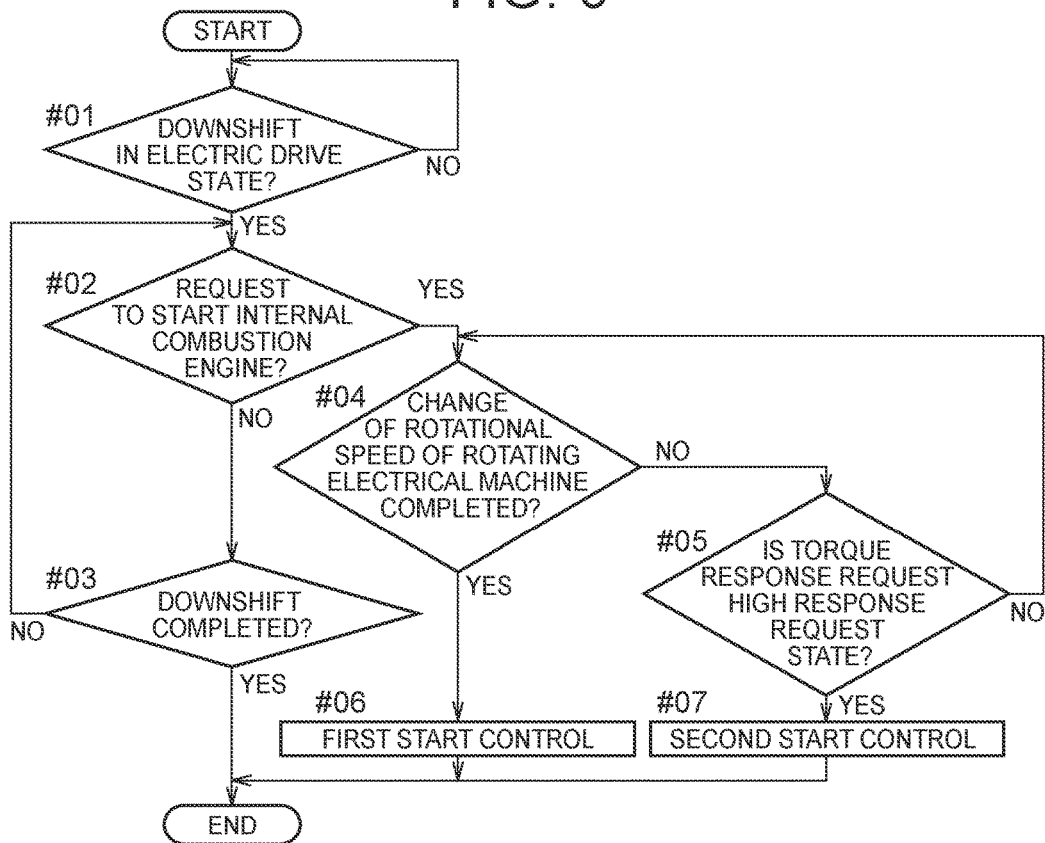 START
#01
DOWNSHIFT
IN ELECTRIC DRIVE
STATE?
NO
YES
#02
REQUEST
TO START INTERNAL
COMBUSTION
ENGINE?
YES
NO
#04
CHANGE
OF ROTATIONAL
SPEED OF ROTATING
ELECTRICAL MACHINE
COMPLETED?
NO
YES
#05
IS TORQUE
RESPONSE REQUEST
HIGH RESPONSE
REQUEST
STATE?
NO
YES
#03
DOWNSHIFT
COMPLETED?
NO
YES
#06
FIRST START CONTROL
#07
SECOND START CONTROL
END